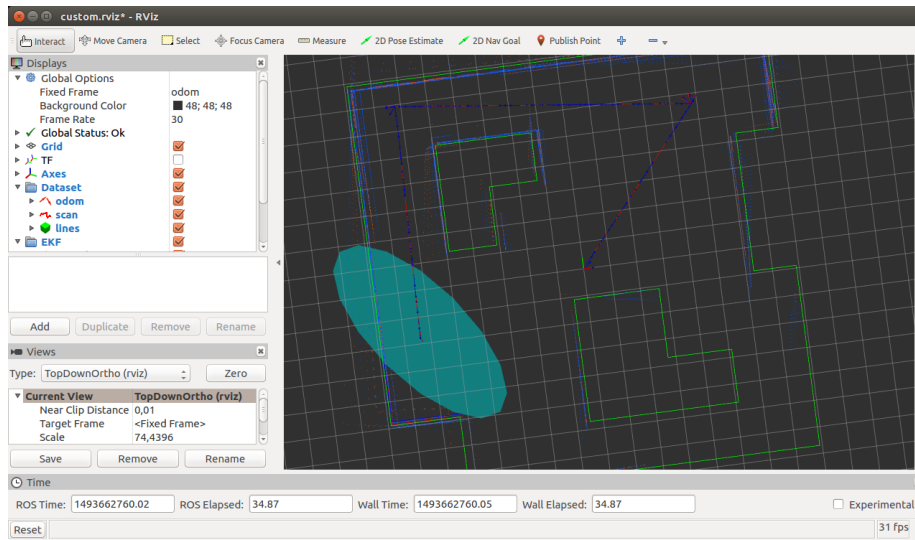 custom.rviz* - RViz
Interact Move Camera Select Focus Camera Measure 2D Pose Estimate 2D Nav Goal Publish Point
Displays
Global Options
Fixed Frame odom
Background Color 48; 48; 48
Frame Rate 30
Global Status: Ok
Grid
TF
Axes
Dataset
odom
scan
lines
EKF
Add Duplicate Remove Rename
Views
Type: TopDownOrtho (rviz) Zero
Current View TopDownOrtho (rviz)
Near Clip Distance 0,01
Target Frame <Fixed Frame>
Scale 74,4396
Save Remove Rename
Time
ROS Time: 1493662760.02 ROS Elapsed: 34.87 Wall Time: 1493662760.05 Wall Elapsed: 34.87 Experimental
Reset 31 fps